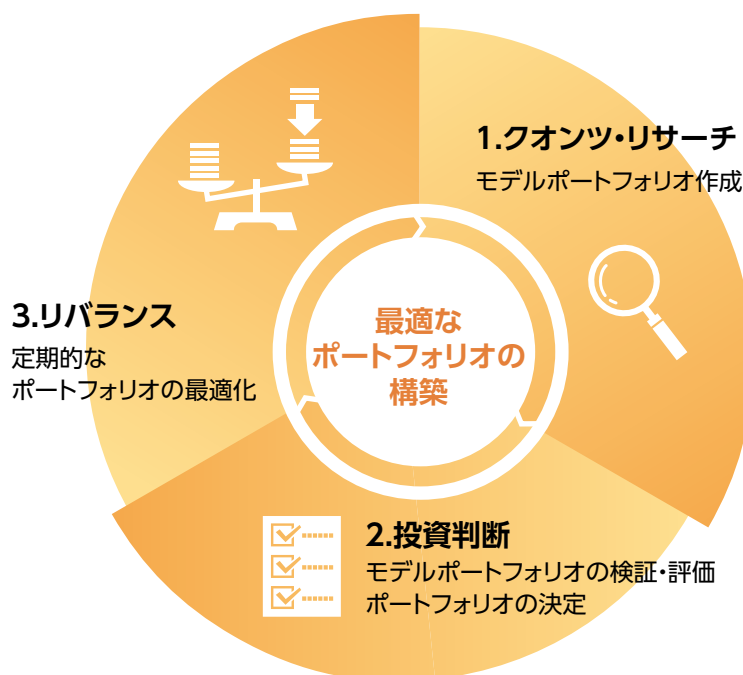 1.クオンツ・リサーチ
モデルポートフォリオ作成
最適な
ポートフォリオの
構築
2.投資判断
モデルポートフォリオの検証・評価
ポートフォリオの決定
3.リバランス
定期的な
ポートフォリオの最適化